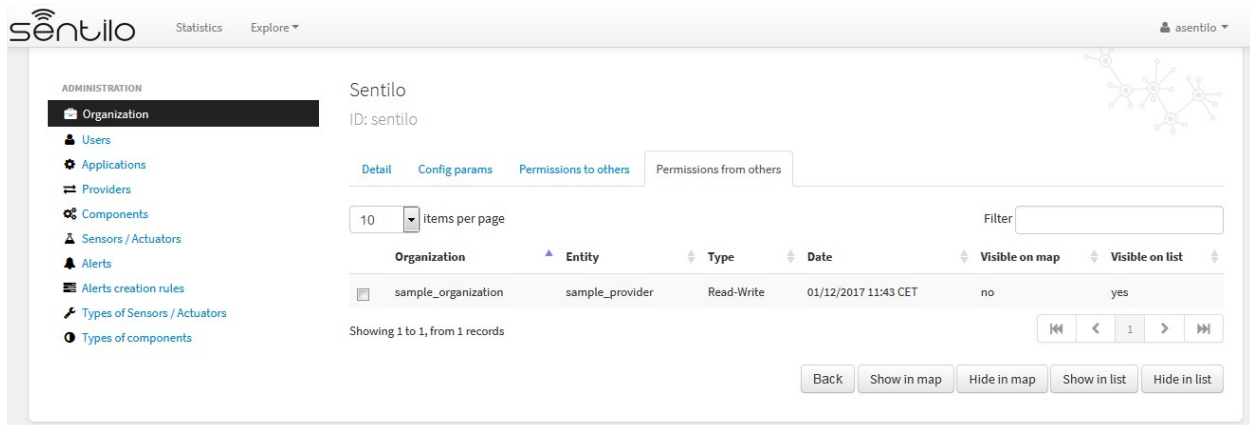 sentilo
Statistics
Explore
asentilo
ADMINISTRATION
Organization
Users
Applications
Providers
Components
Sensors / Actuators
Alerts
Alerts creation rules
Types of Sensors / Actuators
Types of components
Sentilo
ID: sentilo
Detail Config params Permissions to others Permissions from others
10 items per page Filter
Organization Entity Type Date Visible on map Visible on list
sample_organization sample_provider Read-Write 01/12/2017 11:43 CET no yes
Showing 1 to 1, from 1 records
1
Back Show in map Hide in map Show in list Hide in list